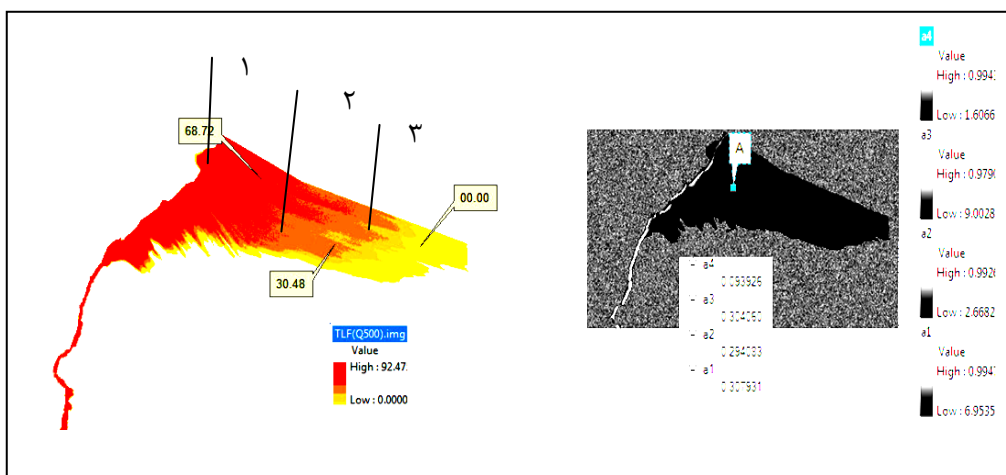 ١
٢
٣
68.72
00.00
30.48
TLF(Q500).img
Value
High : 92.47
Low : 0.0000
A
a4
a3
a2
0.294033
a1
a4
Value
High : 0.994
Low : 1.6066
a3
Value
High : 0.979
Low : 9.0028
a2
Value
High : 0.992
Low : 2.6682
a1
Value
High : 0.994
Low : 6.9535